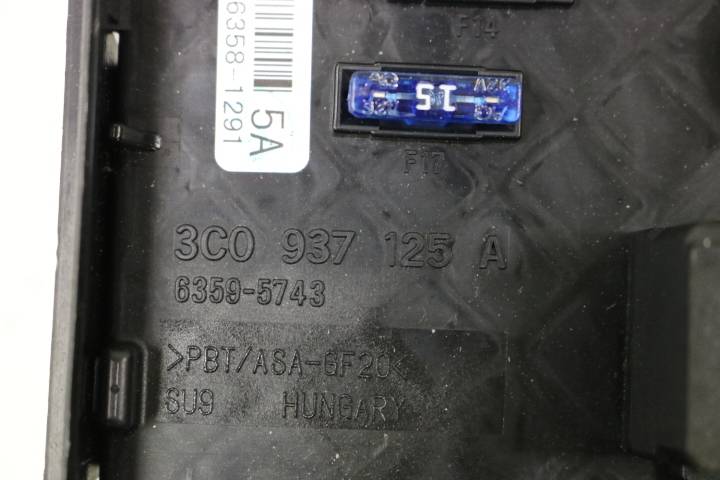 6358-1291
5A
F14
15
F17
3C0 937 125 A
6359-5743
>PBT/ASA-GF20<
SU9 HUNGARY